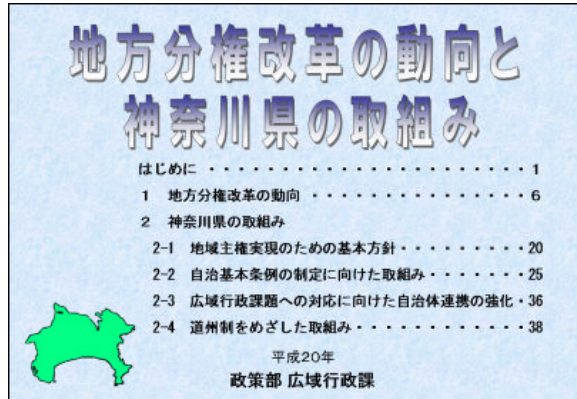 地方分権改革の動向と
神奈川県の取組み
はじめに ・・・・・・・・・・・・・・・・・・・・・・・ 1
1 地方分権改革の動向 ・・・・・・・・・・・・・・・ 6
2 神奈川県の取組み
2-1 地域主権実現のための基本方針・・・・・・・・・20
2-2 自治基本条例の制定に向けた取組み・・・・・・・25
2-3 広域行政課題への対応に向けた自治体連携の強化・36
2-4 道州制をめざした取組み・・・・・・・・・・・・38
平成20年
政策部 広域行政課